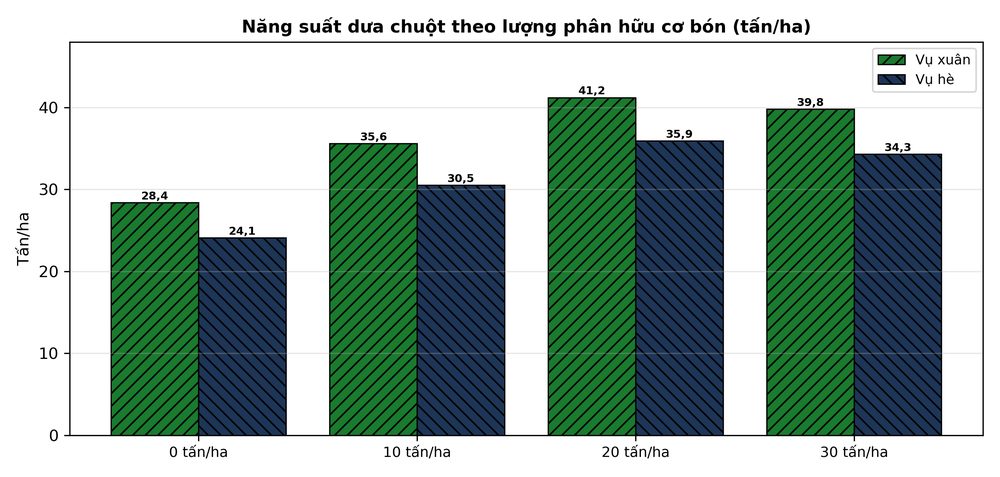 Năng suất dưa chuột theo lượng phân hữu cơ bón (tấn/ha)
Vụ xuân
Vụ hè
Tấn/ha
40
30
20
10
0
28,4
24,1
35,6
30,5
41,2
35,9
39,8
34,3
0 tấn/ha
10 tấn/ha
20 tấn/ha
30 tấn/ha